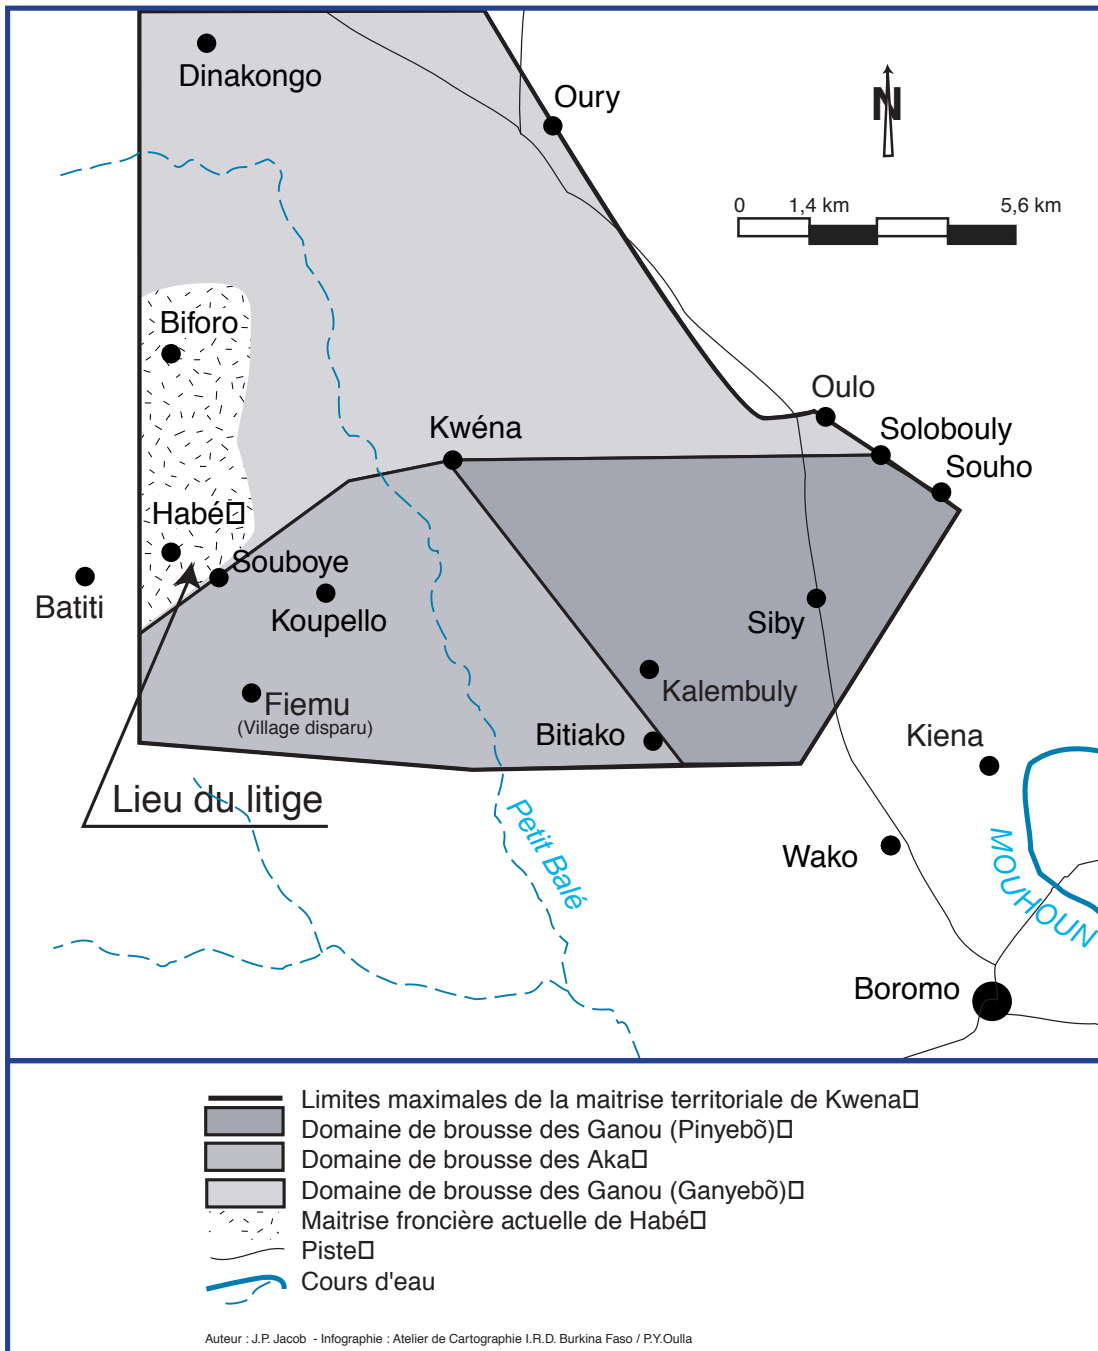 Dinakongo
Oury
N
0 1,4 km 5,6 km
Biforo
Oulo
Kwéna
Solobouly
Souho
Habé
Souboye
Batiti
Koupello
Siby
Fiemu
(Village disparu)
Kalembuly
Bitiako
Kiena
Lieu du litige
Petit Balé
Wako
MOUHOUN
Boromo
Limites maximales de la maitrise territoriale de Kwena
Domaine de brousse des Ganou (Pinyebõ)
Domaine de brousse des Aka
Domaine de brousse des Ganou (Ganyebõ)
Maitrise froncière actuelle de Habé
Piste
Cours d'eau
Auteur : J.P. Jacob - Infographie : Atelier de Cartographie I.R.D. Burkina Faso / P.Y.Oulla